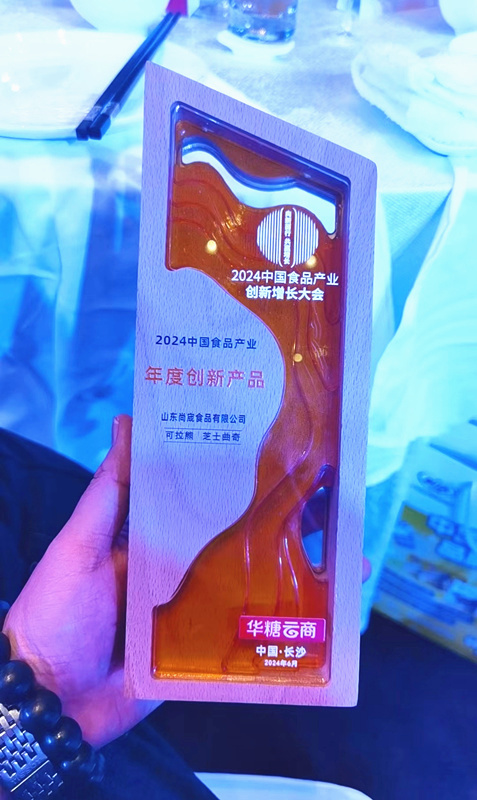 2024中国食品产业
创新增长大会
2024中国食品产业
年度创新产品
山东尚宸食品有限公司
可拉熊 芝士曲奇
华糖云商
中国·长沙
2024年6月